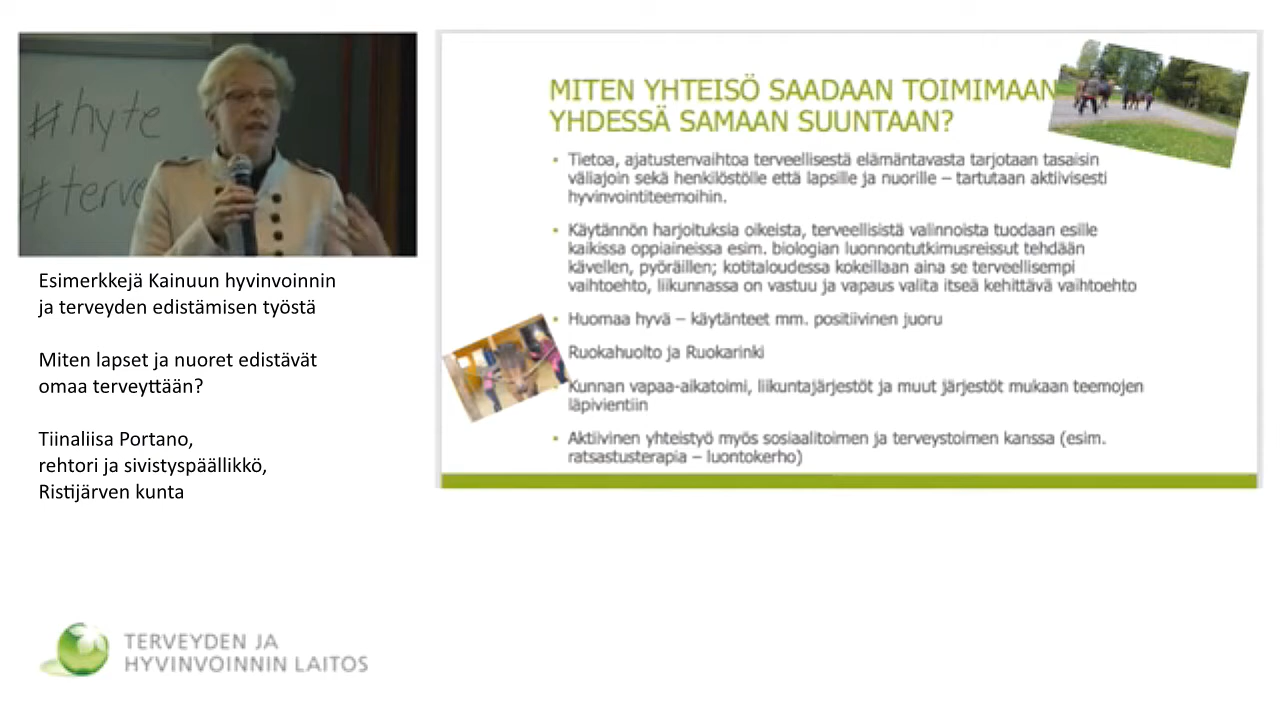 #hyte
#terve
Esimerkkejä Kainuun hyvinvoinnin
ja terveyden edistämisen työstä
Miten lapset ja nuoret edistävät
omaa terveyttään?
Tiinaliisa Portano,
rehtori ja sivistyspäällikkö,
Ristijärven kunta
MITEN YHTEISÖ SAADAAN TOIMIMAAN
YHDESSÄ SAMAAN SUUNTAAN?
• Tietoa, ajatustenvaihtoa terveellisestä elämäntavasta tarjotaan tasaisin
väliajoin sekä henkilöstölle että lapsille ja nuorille – tartutaan aktiivisesti
hyvinvointiteemoihin.
• Käytännön harjoituksia oikeista, terveellisistä valinnoista tuodaan esille
kaikissa oppiaineissa esim. biologian luonnontutkimusreissut tehdään
kävellen, pyöräillen; kotitaloudessa kokeillaan aina se terveellisempi
vaihtoehto, liikunnassa on vastuu ja vapaus valita itseä kehittävä vaihtoehto
• Huomaa hyvä – käytänteet mm. positiivinen juoru
Ruokahuolto ja Ruokarinki
Kunnan vapaa-aikatoimi, liikuntajärjestöt ja muut järjestöt mukaan teemojen
läpivientiin
• Aktiivinen yhteistyö myös sosiaalitoimen ja terveystoimen kanssa (esim.
ratsastusterapia – luontokerho)
TERVEYDEN JA
HYVINVOINNIN LAITOS